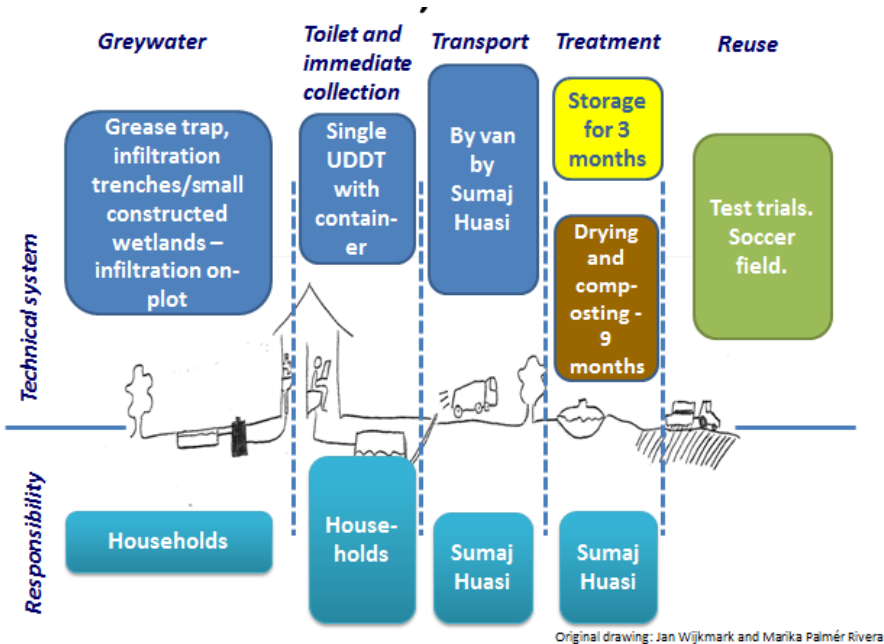 Greywater
Toilet and
immediate
collection
Transport
Treatment
Reuse
Technical system
Grease trap,
infiltration
trenches/small
constructed
wetlands –
infiltration on-
plot
Single
UDDT
with
contain-
er
By van
by
Sumaj
Huasi
Storage
for 3
months
Drying
and
comp-
osting -
9
months
Test trials.
Soccer
field.
Responsibility
Households
House-
holds
Sumaj
Huasi
Sumaj
Huasi
Original drawing: Jan Wijkmark and Marika Palmér Rivera